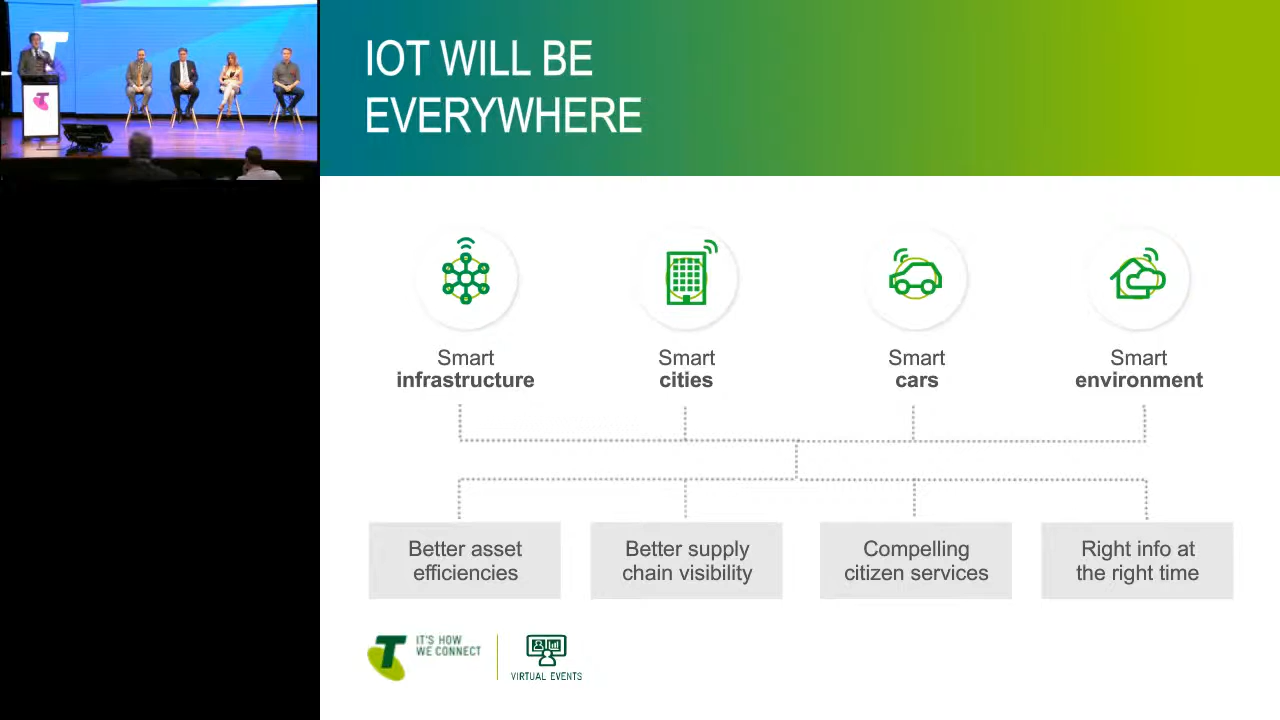 IOT WILL BE
EVERYWHERE
Smart
infrastructure
Smart
cities
Smart
cars
Smart
environment
Better asset
efficiencies
Better supply
chain visibility
Compelling
citizen services
Right info at
the right time
T
IT'S HOW
WE CONNECT
VIRTUAL EVENTS